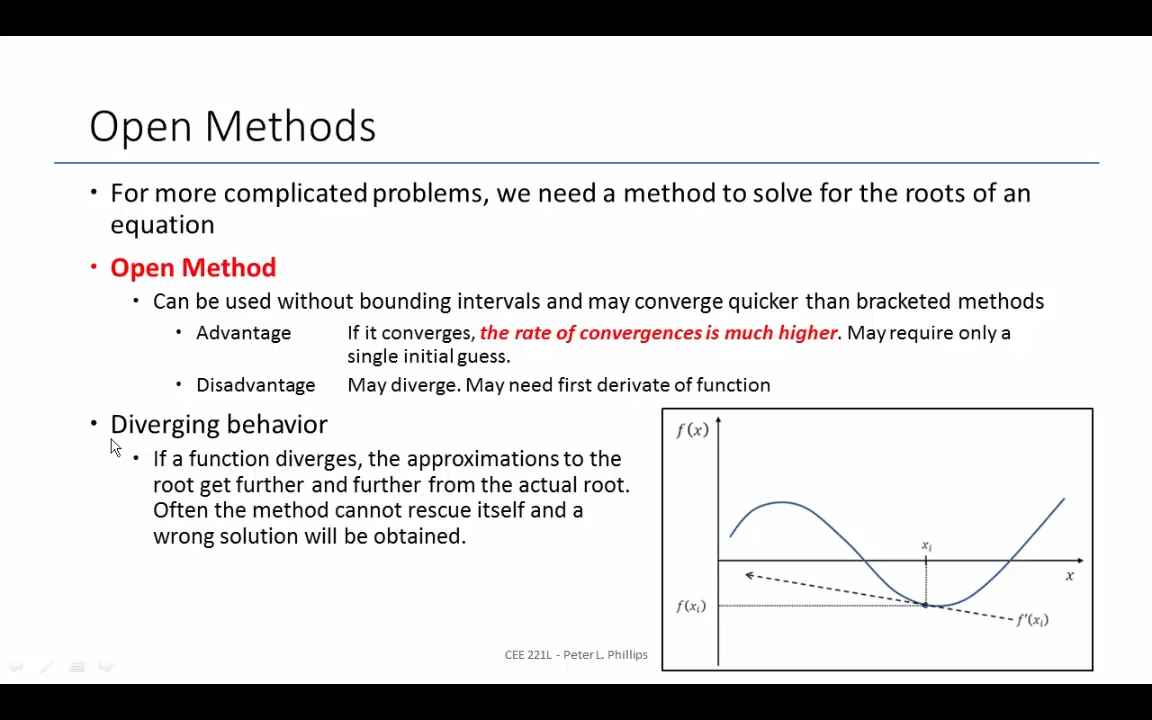 Open Methods
• For more complicated problems, we need a method to solve for the roots of an
equation
• Open Method
• Can be used without bounding intervals and may converge quicker than bracketed methods
• Advantage If it converges, the rate of convergences is much higher. May require only a
single initial guess.
• Disadvantage May diverge. May need first derivate of function
• Diverging behavior
• If a function diverges, the approximations to the
root get further and further from the actual root.
Often the method cannot rescue itself and a
wrong solution will be obtained.
f(x)
xᵢ
x
f(xᵢ)
f'(xᵢ)
CEE 221L - Peter L. Phillips